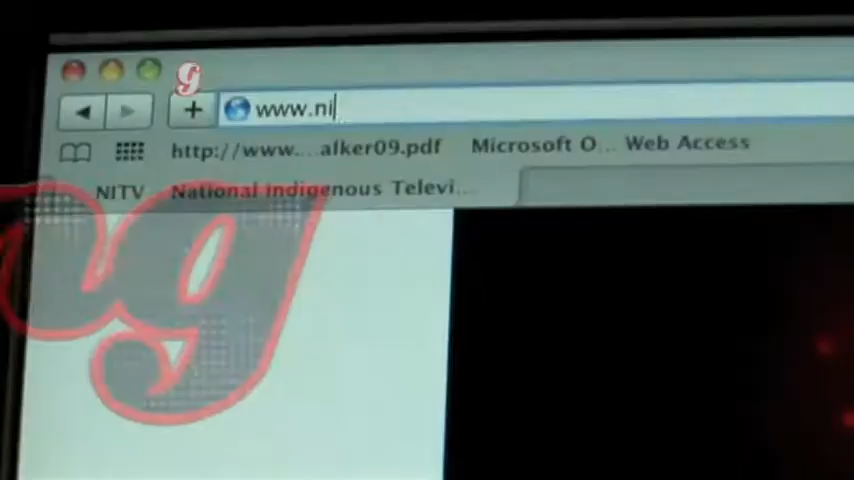 g
www.ni
http://www....alker09.pdf Microsoft O... Web Access
NITV National Indigenous Televi...
g